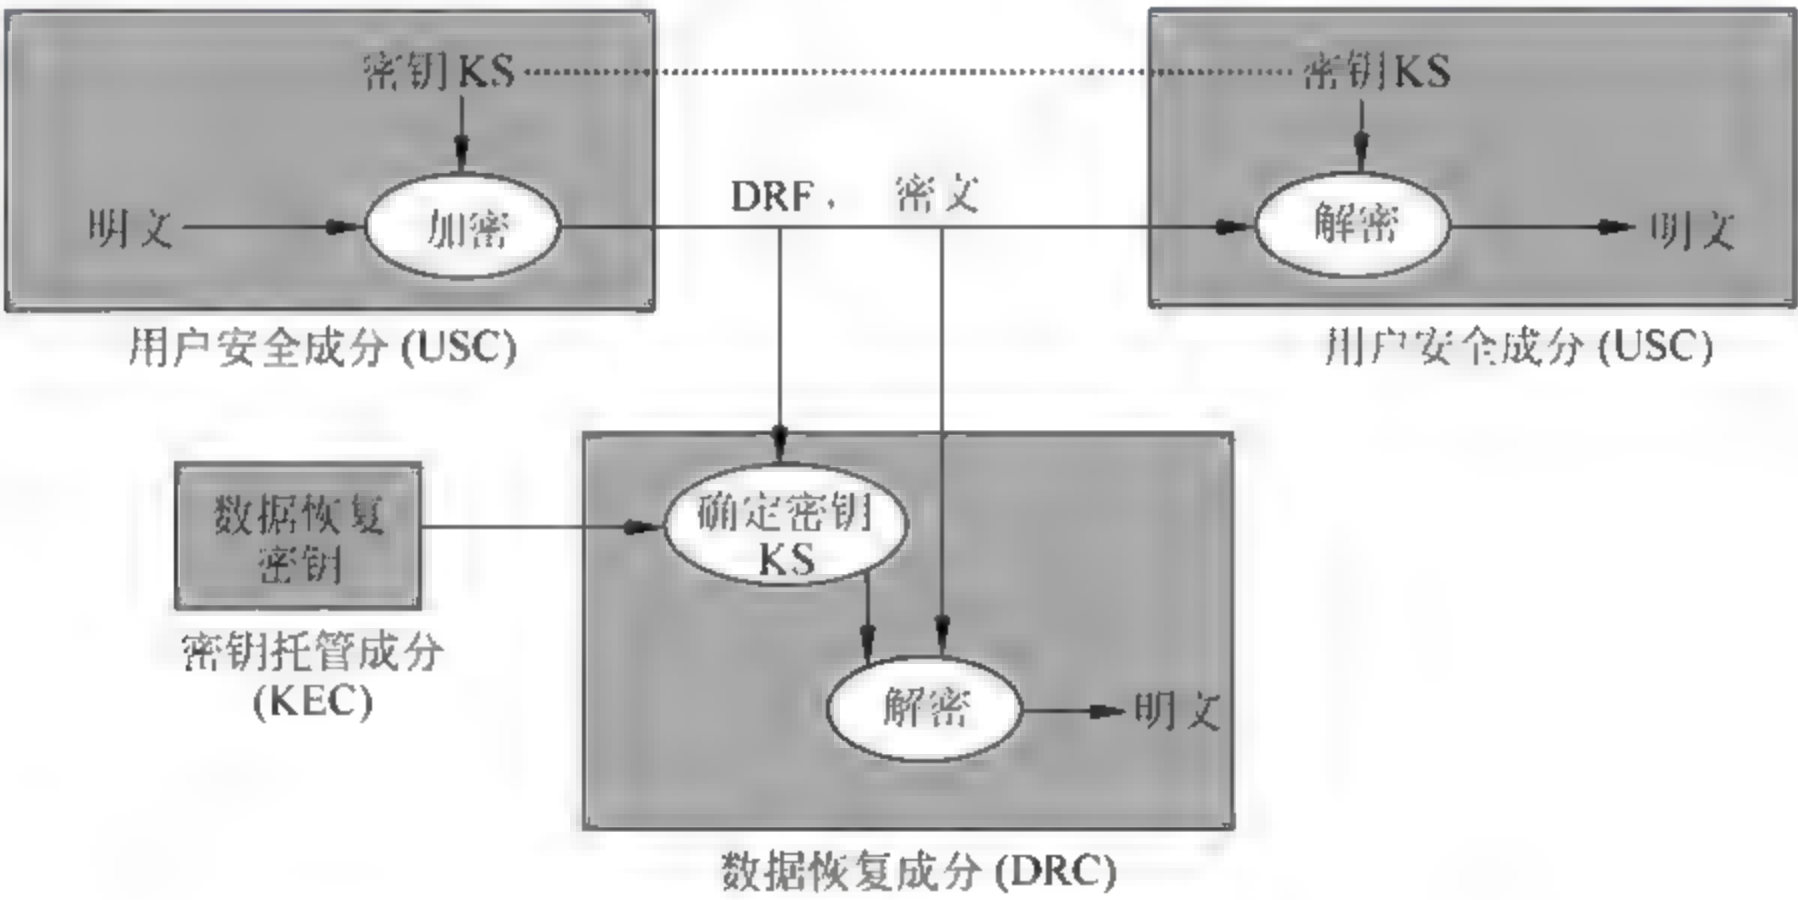 密钥KS
密钥KS
DRF， 密文
明文
加密
解密
明文
用户安全成分(USC)
用户安全成分(USC)
数据恢复
密钥
确定密钥
KS
密钥托管成分
(KEC)
解密
明文
数据恢复成分(DRC)